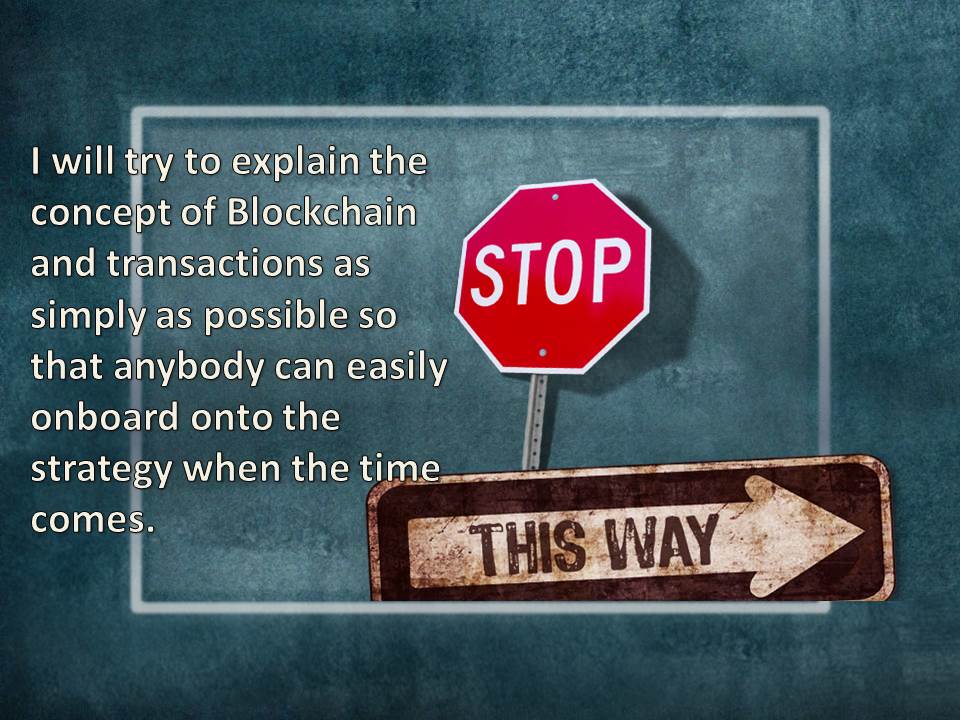 I will try to explain the
concept of Blockchain
and transactions as
simply as possible so
that anybody can easily
onboard onto the
strategy when the time
comes.
STOP
THIS WAY